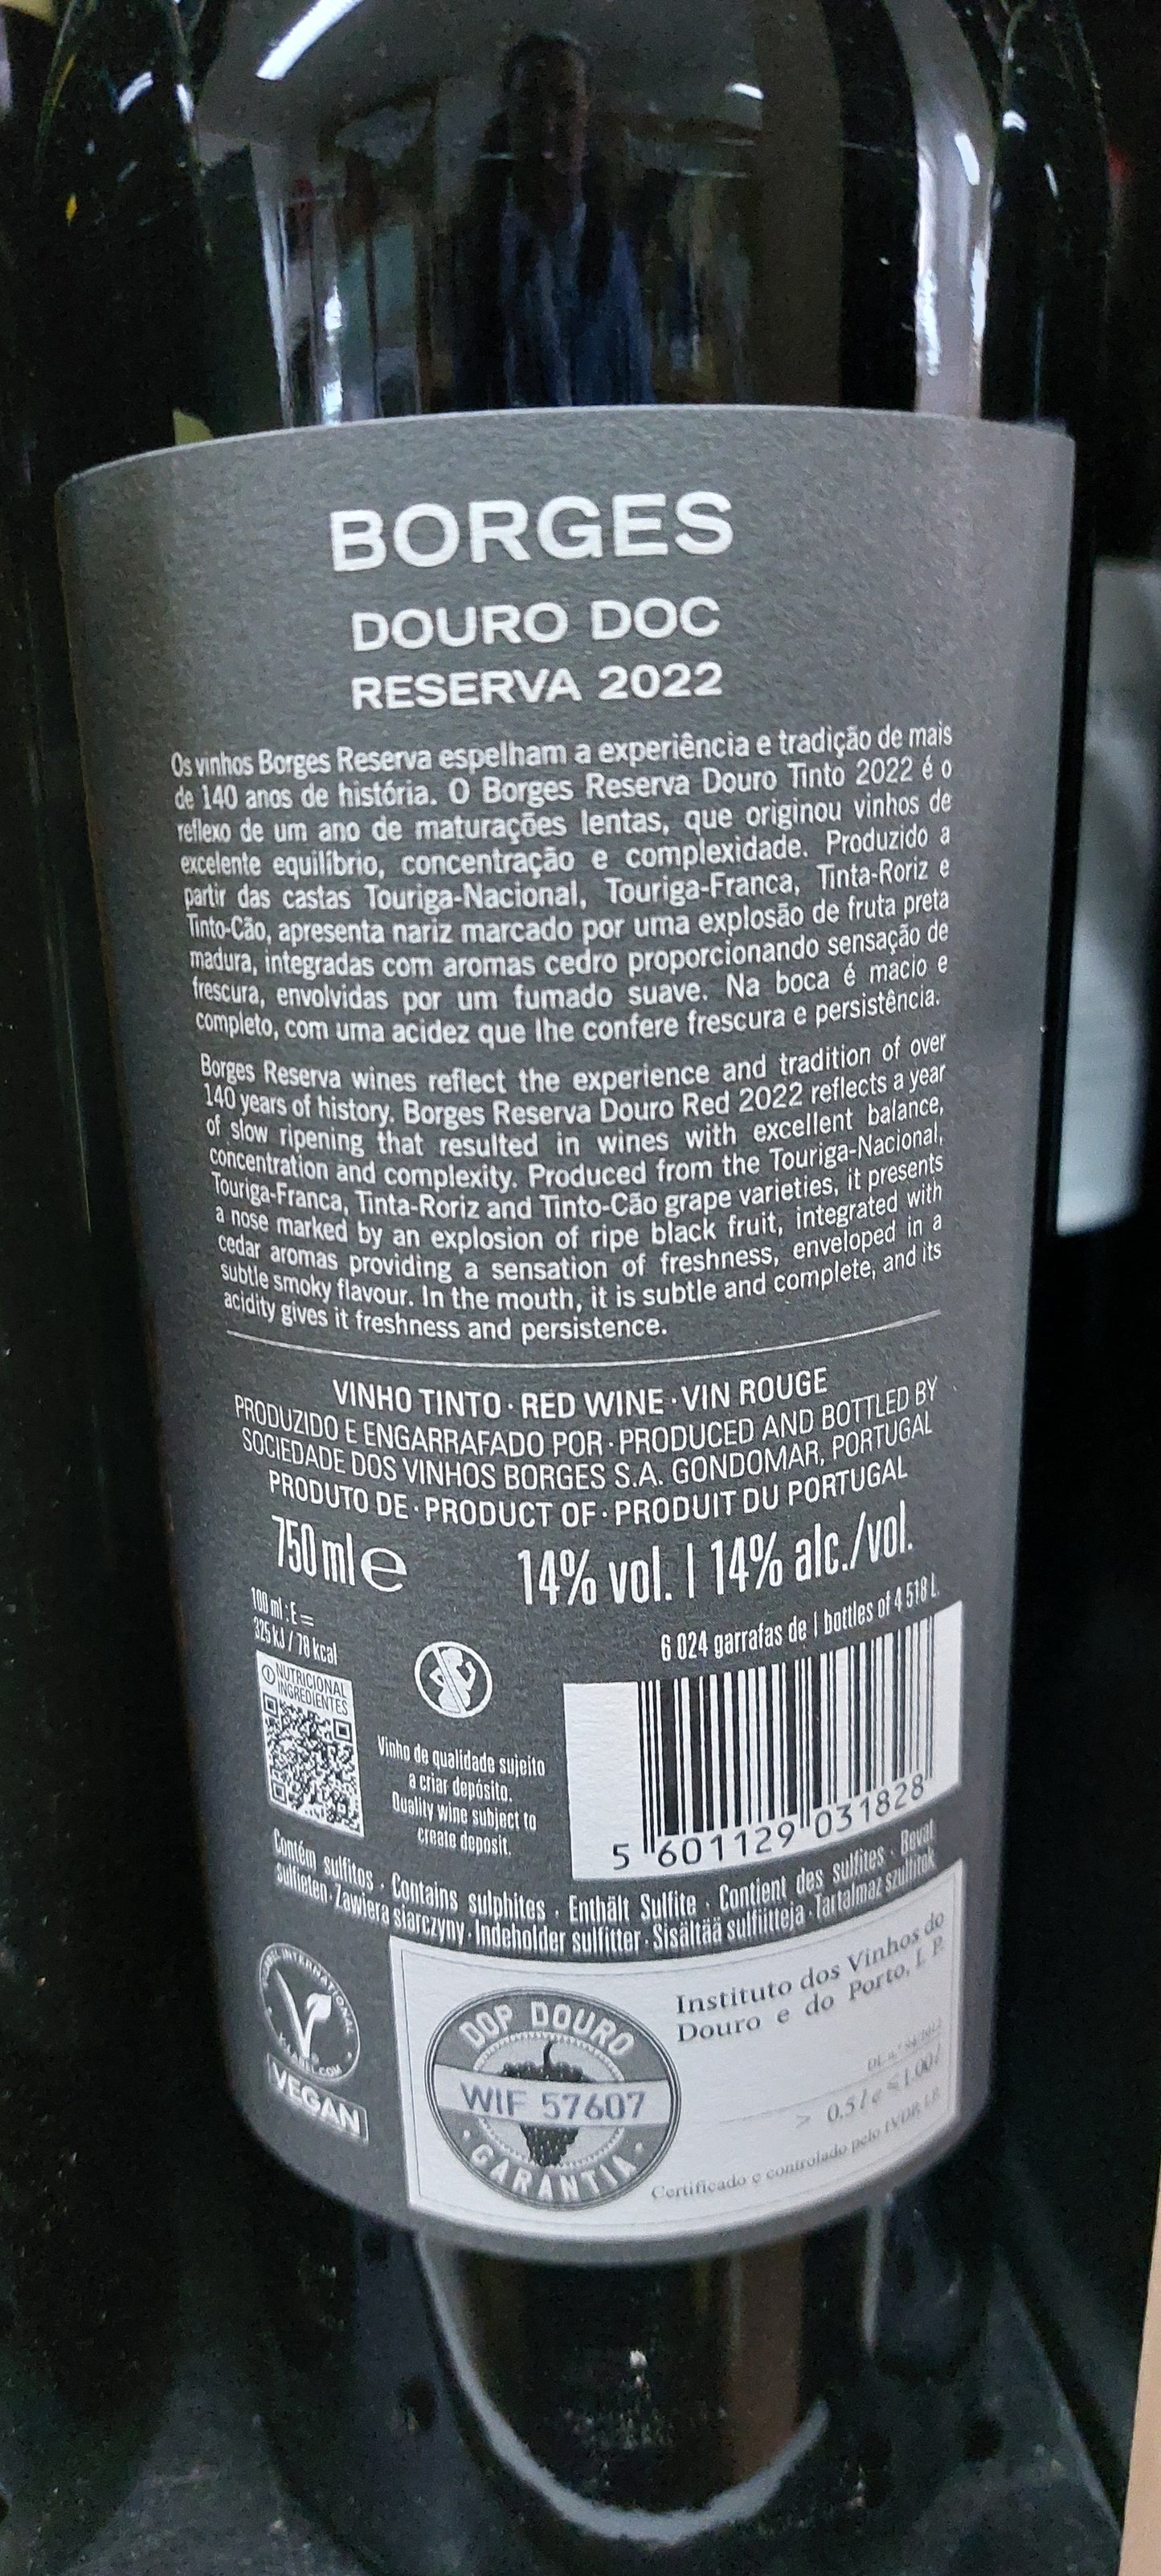 BORGES
DOURO DOC
RESERVA 2022
Os vinhos Borges Reserva espelham a experiência e tradição de mais
de 140 anos de história. O Borges Reserva Douro Tinto 2022 é o
reflexo de um ano de maturações lentas, que originou vinhos de
excelente equilíbrio, concentração e complexidade. Produzido a
partir das castas Touriga-Nacional, Touriga-Franca, Tinta-Roriz e
Tinto-Cão, apresenta nariz marcado por uma explosão de fruta preta
madura, integradas com aromas cedro proporcionando sensação de
frescura, envolvidas por um fumado suave. Na boca é macio e
completo, com uma acidez que lhe confere frescura e persistência.
Borges Reserva wines reflect the experience and tradition of over
140 years of history. Borges Reserva Douro Red 2022 reflects a year
of slow ripening that resulted in wines with excellent balance,
concentration and complexity. Produced from the Touriga-Nacional,
Touriga-Franca, Tinta-Roriz and Tinto-Cão grape varieties, it presents
a nose marked by an explosion of ripe black fruit, integrated with
cedar aromas providing a sensation of freshness, enveloped in a
subtle smoky flavour. In the mouth, it is subtle and complete, and its
acidity gives it freshness and persistence.
VINHO TINTO · RED WINE · VIN ROUGE
PRODUZIDO E ENGARRAFADO POR · PRODUCED AND BOTTLED BY
SOCIEDADE DOS VINHOS BORGES S.A. GONDOMAR, PORTUGAL
PRODUTO DE · PRODUCT OF · PRODUIT DU PORTUGAL
750 ml e 14% vol. | 14% alc./vol.
100 ml : E =
325 kJ / 78 kcal
6 024 garrafas de | bottles of 4 518 L
NUTRICIONAL
INGREDIENTES
Vinho de qualidade sujeito
a criar depósito.
Quality wine subject to
create deposit.
5 601129 031828
Contém sulfitos · Contains sulphites · Enthält Sulfite · Contient des sulfites · Bevat
sulfieten · Zawiera siarczyny · Indeholder sulfitter · Sisältää sulfiitteja · Tartalmaz szulfitok
VEGAN
DOP DOURO
WIF 57607
GARANTIA
Instituto dos Vinhos do
Douro e do Porto, I. P.
> 0,5 l e ≤ 1,00 l
Certificado e controlado pelo IVDP, I.P.